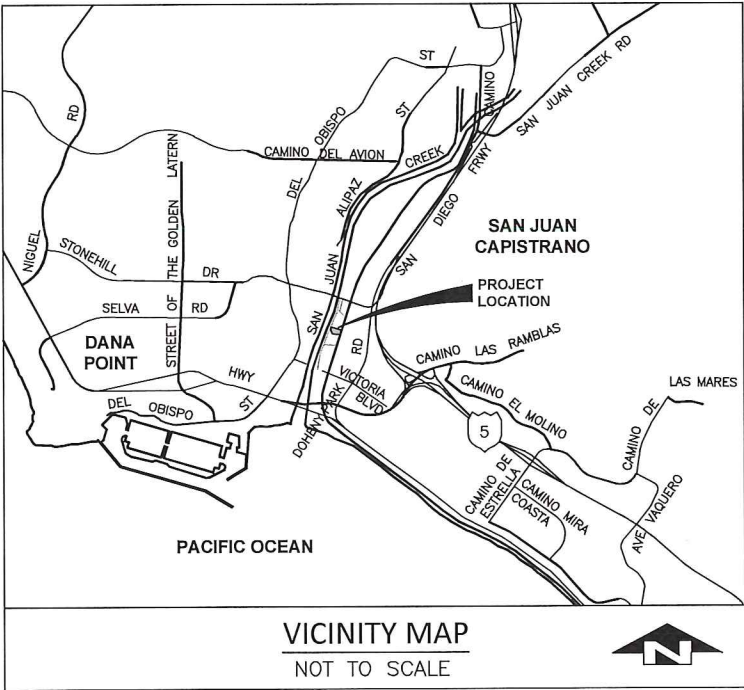 ST
RD
OBISPO
ST
CAMINO
SAN JUAN CREEK RD
CAMINO DEL AVION
CREEK
FRWY
DEL
ALIPAZ
DIEGO
STREET OF THE GOLDEN LATERN
SAN JUAN
CAPISTRANO
NIGUEL
STONEHILL
DR
JUAN
SAN
PROJECT
LOCATION
SELVA RD
SAN
DANA
POINT
RD
CAMINO LAS RAMBLAS
HWY
VICTORIA
BLVD
CAMINO EL MOLINO
LAS MARES
DEL OBISPO
ST
DOHENY PARK
5
CAMINO DE
CAMINO DE
ESTRELLA
CAMINO MIRA
COASTA
AVE VAQUERO
PACIFIC OCEAN
VICINITY MAP
NOT TO SCALE
N